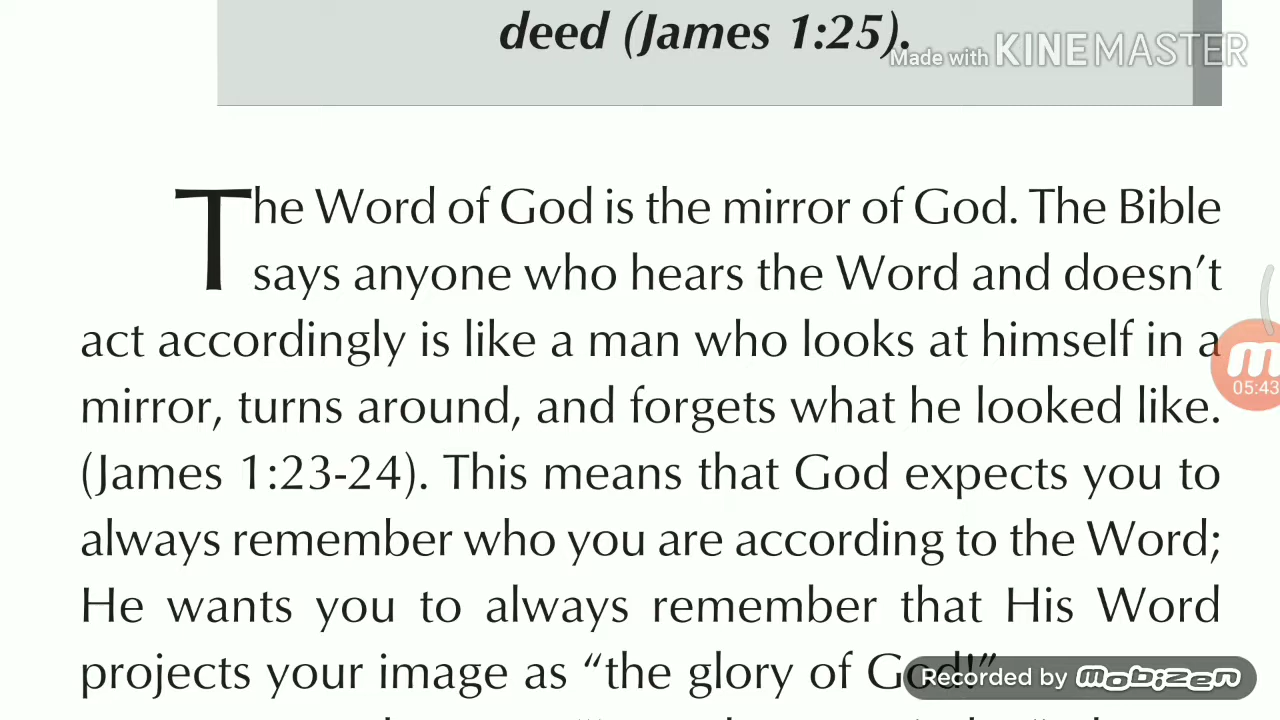 deed (James 1:25).
Made with KINEMASTER
The Word of God is the mirror of God. The Bible
says anyone who hears the Word and doesn't
act accordingly is like a man who looks at himself in a
mirror, turns around, and forgets what he looked like.
(James 1:23-24). This means that God expects you to
always remember who you are according to the Word;
He wants you to always remember that His Word
projects your image as “the glory of God!”
05:43
Recorded by mobizen